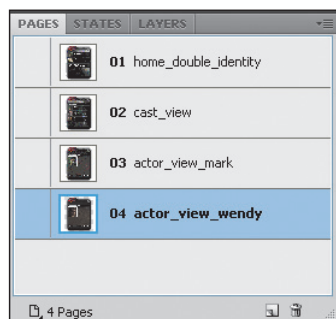 PAGES STATES LAYERS
01 home_double_identity
02 cast_view
03 actor_view_mark
04 actor_view_wendy
4 Pages